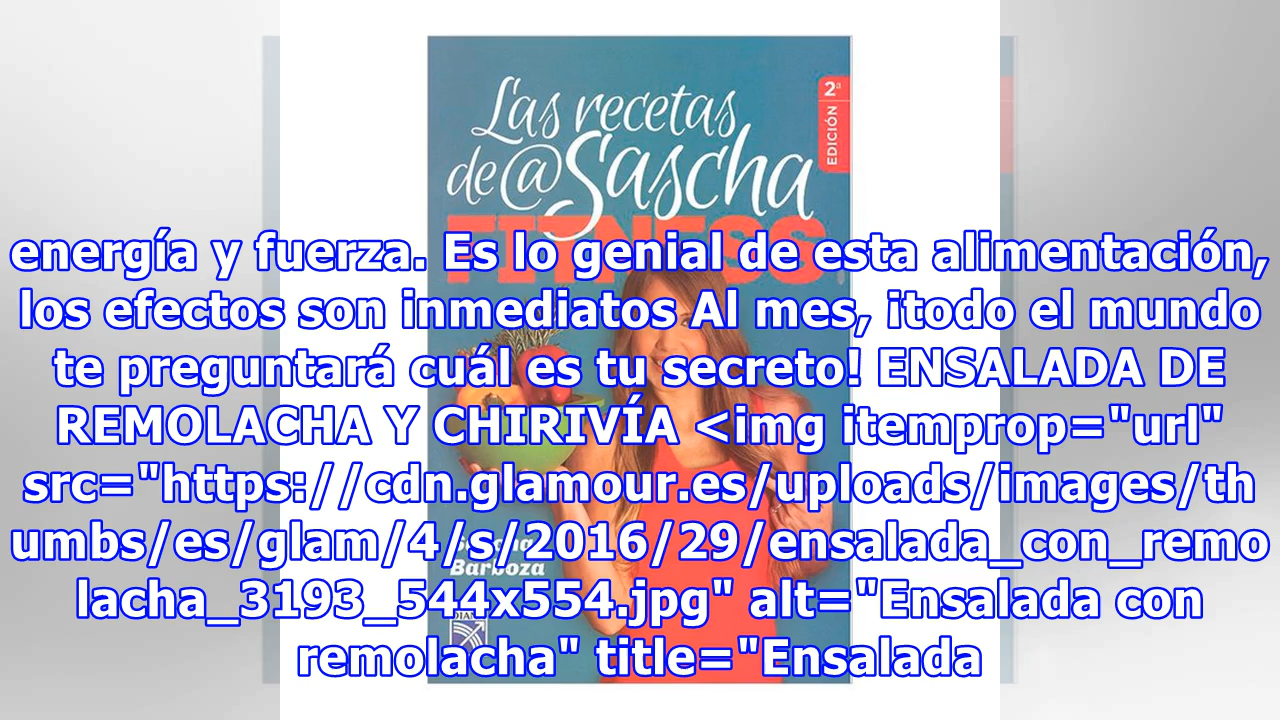 Las recetas
de @Sascha
FITNESS
2ª
EDICIÓN
energía y fuerza. Es lo genial de esta alimentación,
los efectos son inmediatos Al mes, ¡todo el mundo
te preguntará cuál es tu secreto! ENSALADA DE
REMOLACHA Y CHIRIVÍA <img itemprop="url"
src="https://cdn.glamour.es/uploads/images/th
umbs/es/glam/4/s/2016/29/ensalada_con_remo
lacha_3193_544x554.jpg" alt="Ensalada con
remolacha" title="Ensalada
Barboza
DIANA